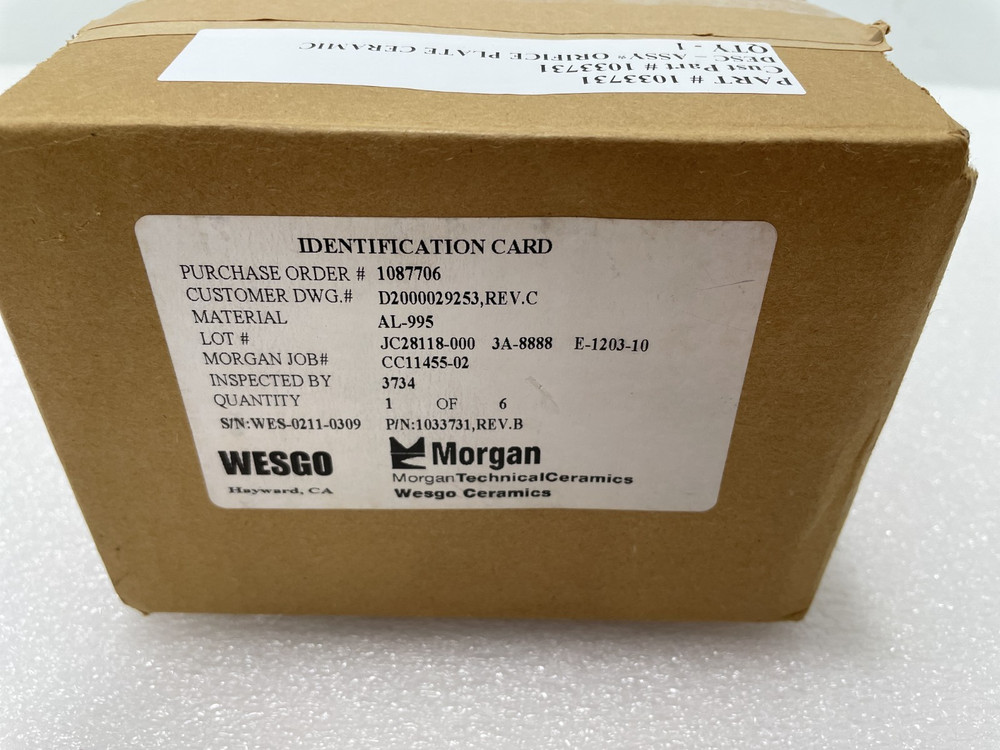 PART # 1033731
Cust Part # 1033731
DESC - ASSY* ORIFICE PLATE CERAMIC
QTY - 1
IDENTIFICATION CARD
PURCHASE ORDER # 1087706
CUSTOMER DWG.# D2000029253,REV.C
MATERIAL AL-995
LOT # JC28118-000 3A-8888 E-1203-10
MORGAN JOB# CC11455-02
INSPECTED BY 3734
QUANTITY 1 OF 6
S/N:WES-0211-0309 P/N:1033731,REV.B
WESGO
Hayward, CA
Morgan
MorganTechnicalCeramics
Wesgo Ceramics